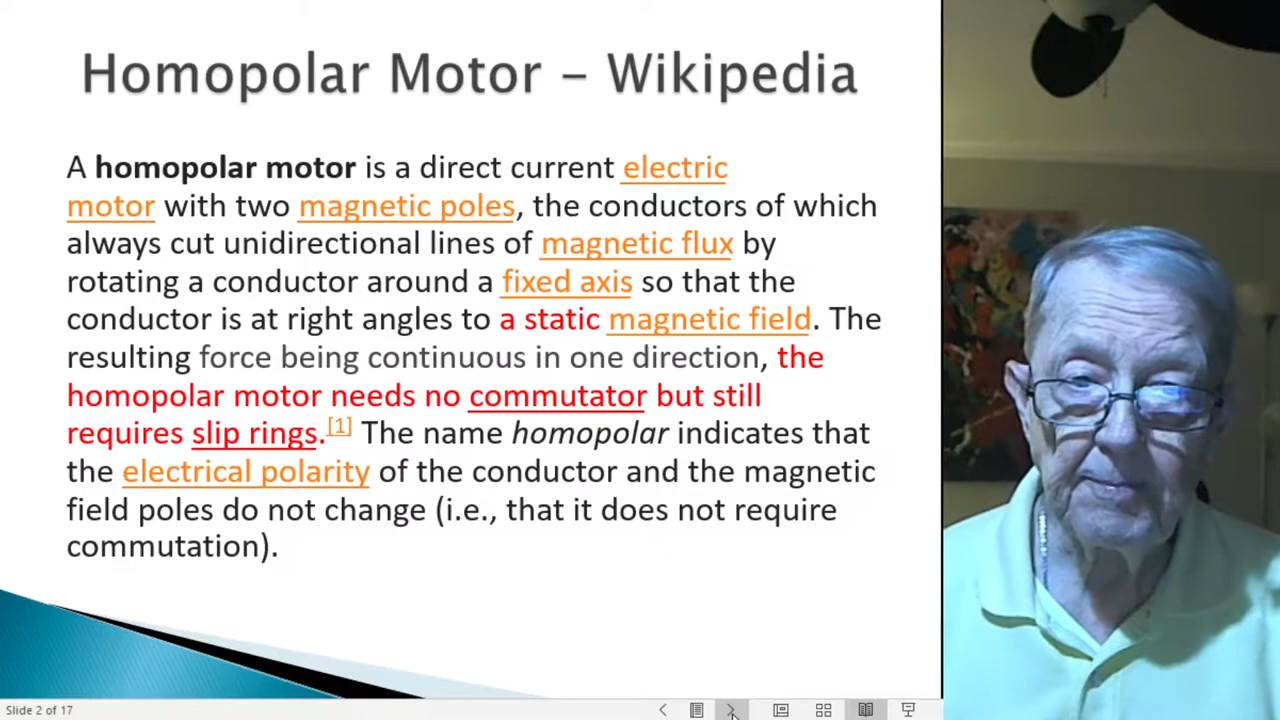 Homopolar Motor – Wikipedia
A homopolar motor is a direct current electric
motor with two magnetic poles, the conductors of which
always cut unidirectional lines of magnetic flux by
rotating a conductor around a fixed axis so that the
conductor is at right angles to a static magnetic field. The
resulting force being continuous in one direction, the
homopolar motor needs no commutator but still
requires slip rings.[1] The name homopolar indicates that
the electrical polarity of the conductor and the magnetic
field poles do not change (i.e., that it does not require
commutation).
Slide 2 of 17